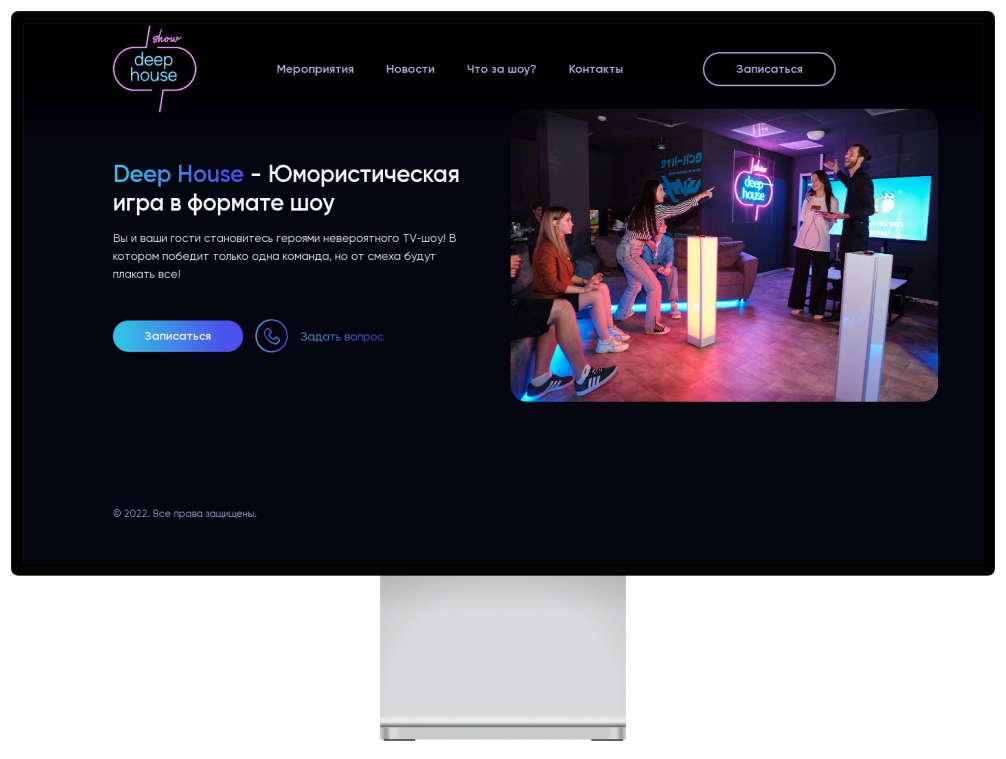 show
deep
house
Мероприятия
Новости
Что за шоу?
Контакты
Записаться
Deep House - Юмористическая
игра в формате шоу
Вы и ваши гости становитесь героями невероятного TV-шоу! В
котором победит только одна команда, но от смеха будут
плакать все!
Записаться
Задать вопрос
show
deep
house
© 2022. Все права защищены.